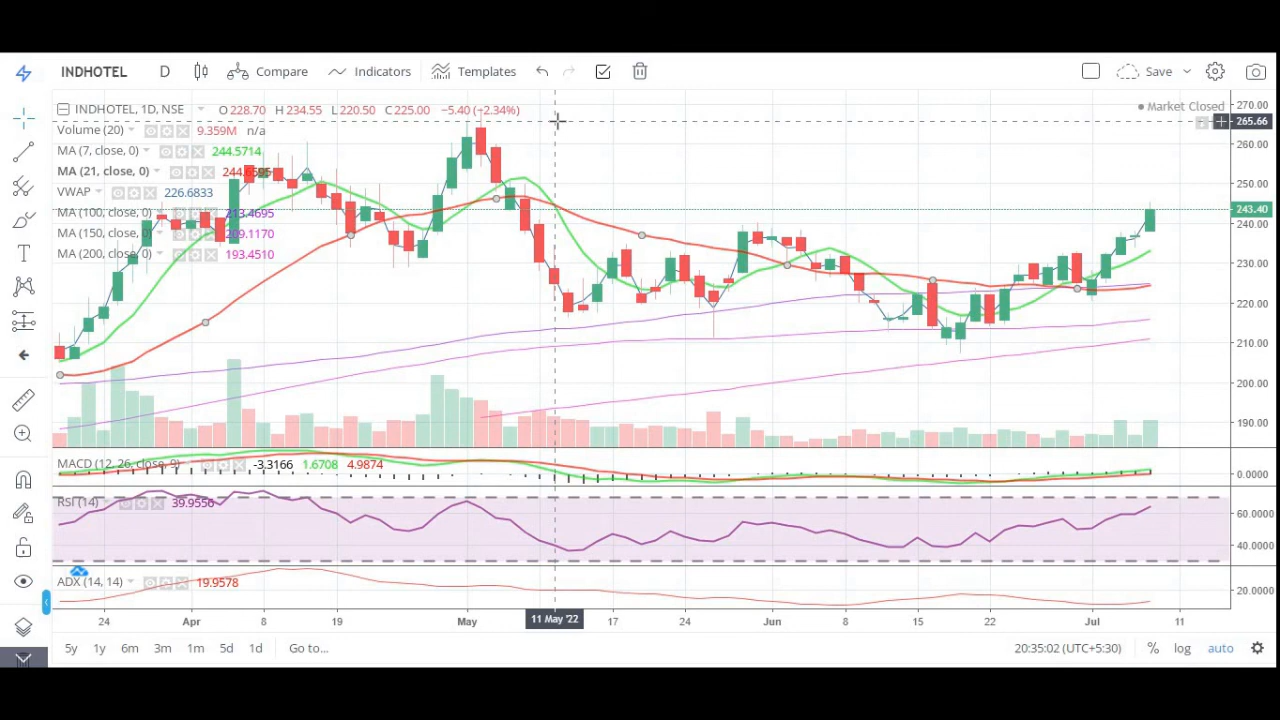 INDHOTEL D Compare Indicators Templates Save
INDHOTEL, 1D, NSE O 228.70 H 234.55 L 220.50 C 225.00 −5.40 (−2.34%)
Market Closed
Volume (20) 9.359M n/a
MA (7, close, 0) 244.5714
MA (21, close, 0) 244.6595
VWAP 226.6833
MA (100, close, 0) 213.4695
MA (150, close, 0) 209.1170
MA (200, close, 0) 193.4510
270.00
265.66
260.00
250.00
243.40
240.00
230.00
220.00
210.00
200.00
190.00
MACD (12, 26, close, 9) -3.3166 1.6708 4.9874
0.0000
RSI (14) 39.9556
60.0000
40.0000
ADX (14, 14) 19.9578
20.0000
24 Apr 8 19 May 11 May '22 17 24 Jun 8 15 22 Jul 11
5y 1y 6m 3m 1m 5d 1d Go to... 20:35:02 (UTC+5:30) % log auto